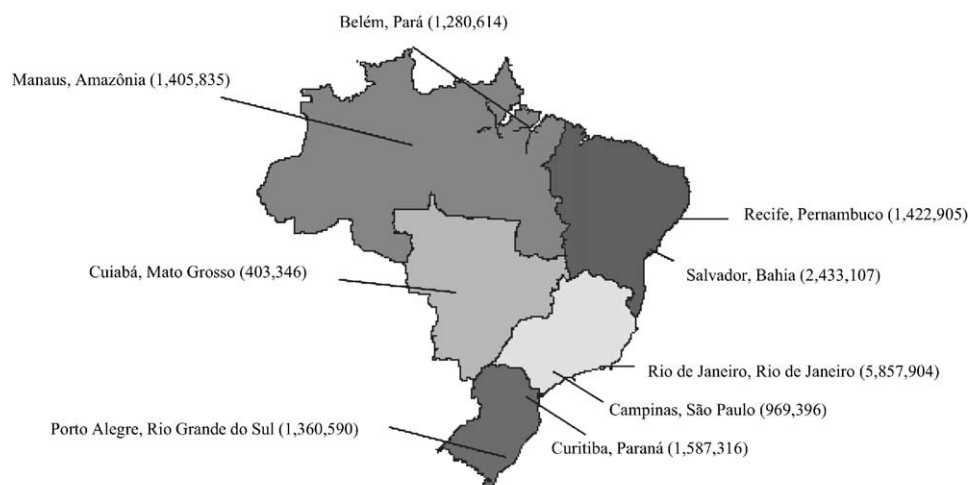 Belém, Pará (1,280,614)
Manaus, Amazônia (1,405,835)
Recife, Pernambuco (1,422,905)
Cuiabá, Mato Grosso (403,346)
Salvador, Bahia (2,433,107)
Rio de Janeiro, Rio de Janeiro (5,857,904)
Campinas, São Paulo (969,396)
Porto Alegre, Rio Grande do Sul (1,360,590)
Curitiba, Paraná (1,587,316)